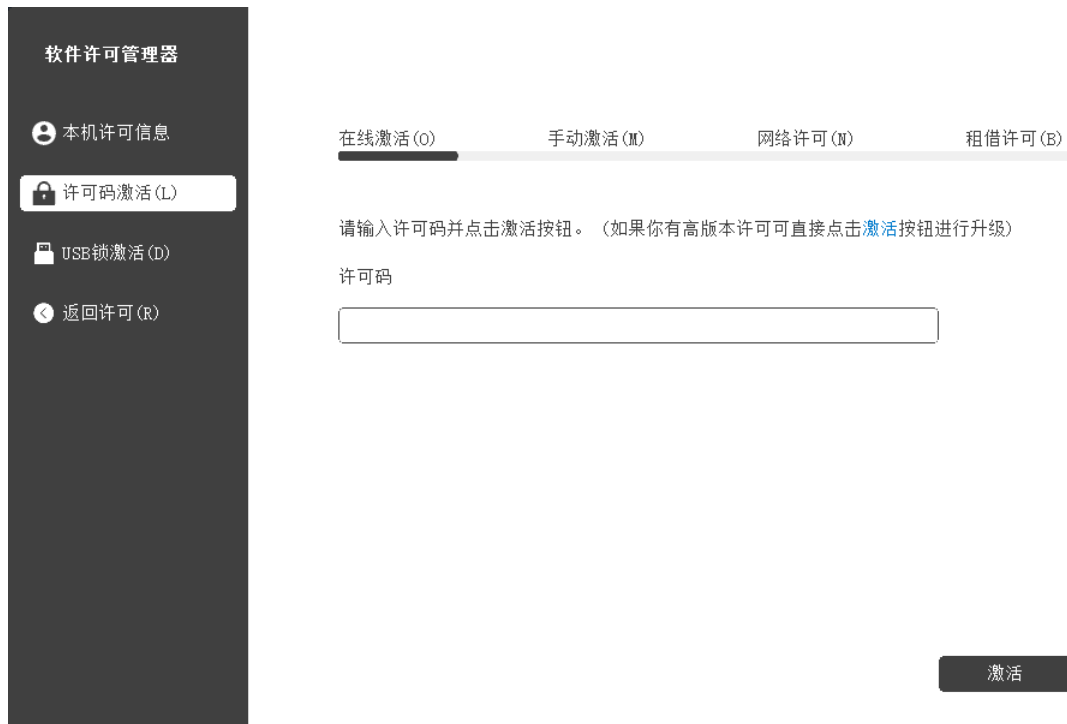 软件许可管理器
本机许可信息
许可码激活(L)
USB锁激活(D)
返回许可(R)
在线激活(O) 手动激活(M) 网络许可(N) 租借许可(B)
请输入许可码并点击激活按钮。（如果你有高版本许可可直接点击激活按钮进行升级）
许可码
激活